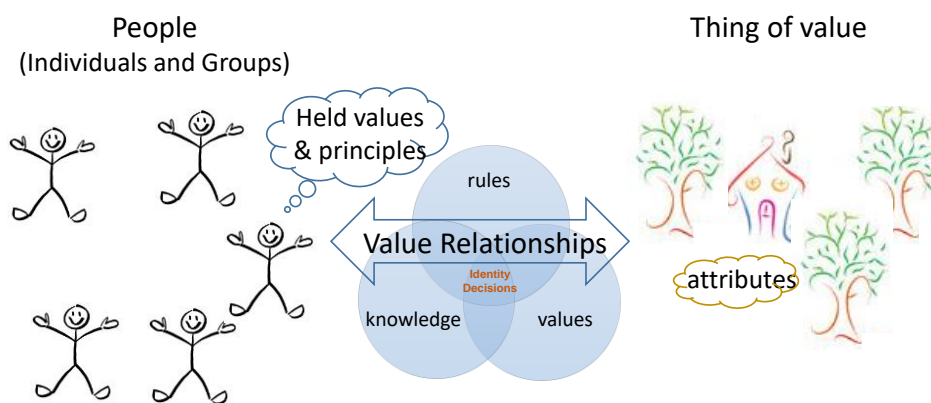 People
(Individuals and Groups)
Thing of value
Held values
& principles
rules
Value Relationships
Identity
Decisions
attributes
knowledge
values